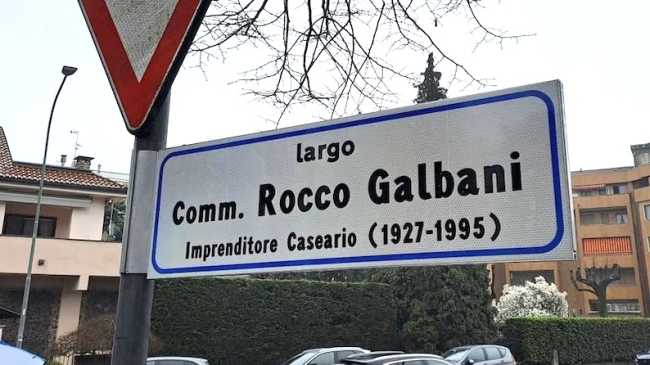 largo
Comm. Rocco Galbani
Imprenditore Caseario (1927-1995)